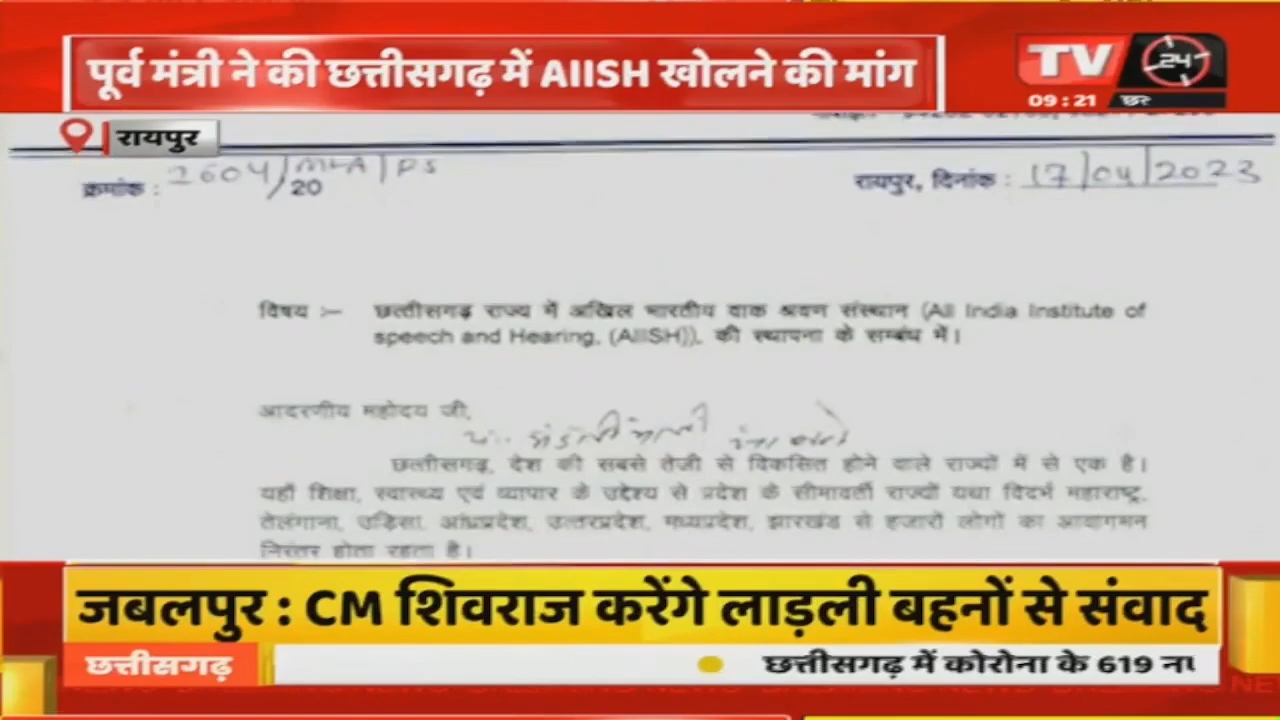 पूर्व मंत्री ने की छत्तीसगढ़ में AIISH खोलने की मांग
TV 24
09:21
रायपुर
क्रमांक : 2604/MLA/PS
/20
रायपुर, दिनांक : 17/04/2023
विषय :- छत्तीसगढ़ राज्य में अखिल भारतीय वाक श्रवण संस्थान (All India Institute of
speech and Hearing, (AIISH)), की स्थापना के सम्बंध में।
आदरणीय महोदय जी,
छत्तीसगढ़, देश की सबसे तेजी से विकसित होने वाले राज्यों में से एक है।
यहाँ शिक्षा, स्वास्थ्य एवं व्यापार के उद्देश्य से प्रदेश के सीमावर्ती राज्यों यथा विदर्भ महाराष्ट्र,
तेलंगाना, उड़िसा, आंध्रप्रदेश, उत्तरप्रदेश, मध्यप्रदेश, झारखंड से हजारों लोगों का आवागमन
निरंतर होता रहता है।
जबलपुर : CM शिवराज करेंगे लाड़ली बहनों से संवाद
छत्तीसगढ़
छत्तीसगढ़ में कोरोना के 619